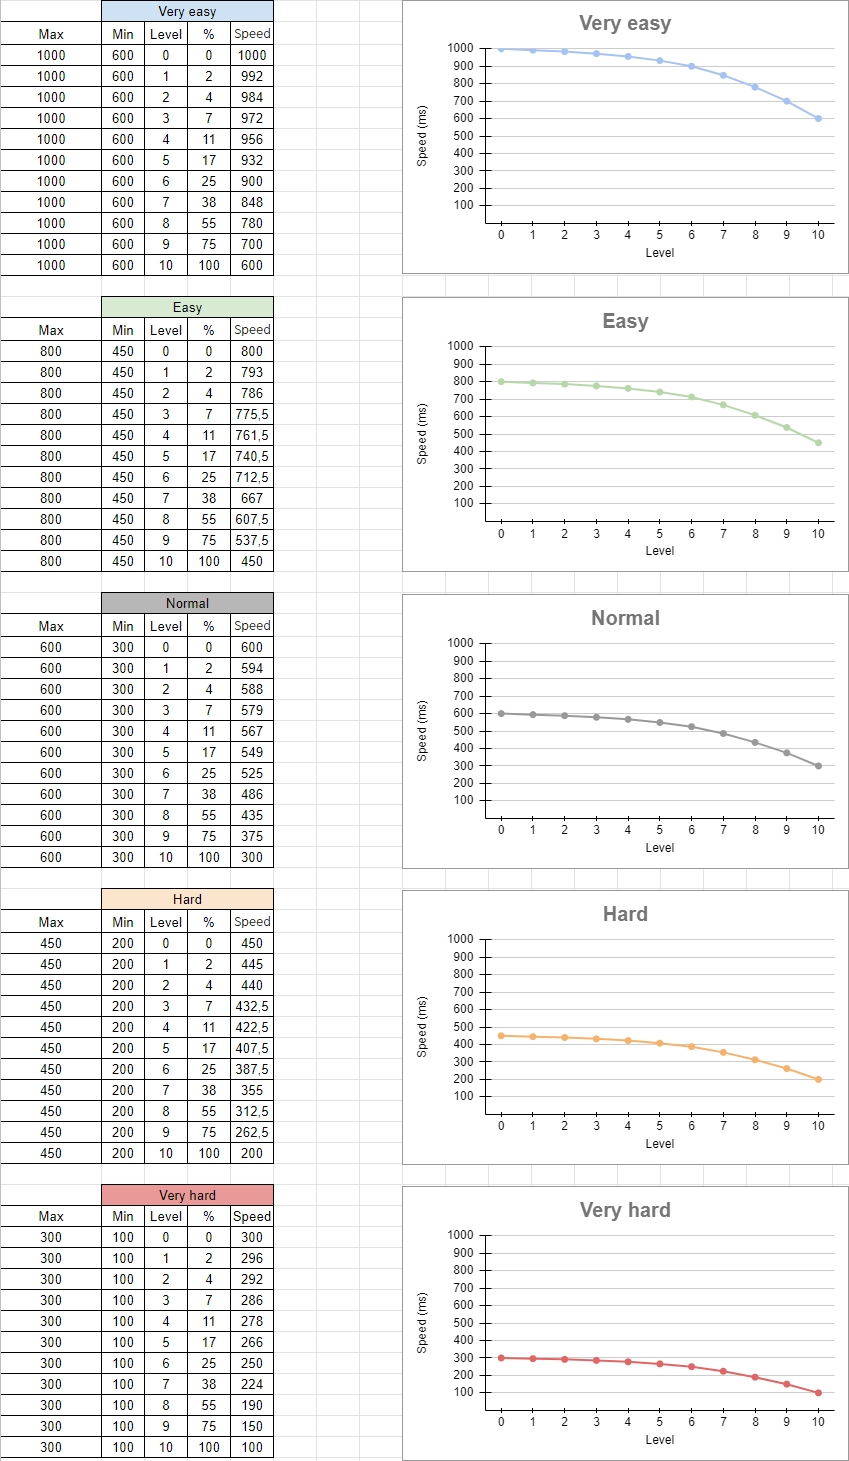 Very easy
Max Min Level % Speed
1000 600 0 0 1000
1000 600 1 2 992
1000 600 2 4 984
1000 600 3 7 972
1000 600 4 11 956
1000 600 5 17 932
1000 600 6 25 900
1000 600 7 38 848
1000 600 8 55 780
1000 600 9 75 700
1000 600 10 100 600
Very easy
Speed (ms)
1000
900
800
700
600
500
400
300
200
100
0 1 2 3 4 5 6 7 8 9 10
Level
Easy
Max Min Level % Speed
800 450 0 0 800
800 450 1 2 793
800 450 2 4 786
800 450 3 7 775,5
800 450 4 11 761,5
800 450 5 17 740,5
800 450 6 25 712,5
800 450 7 38 667
800 450 8 55 607,5
800 450 9 75 537,5
800 450 10 100 450
Easy
Speed (ms)
1000
900
800
700
600
500
400
300
200
100
0 1 2 3 4 5 6 7 8 9 10
Level
Normal
Max Min Level % Speed
600 300 0 0 600
600 300 1 2 594
600 300 2 4 588
600 300 3 7 579
600 300 4 11 567
600 300 5 17 549
600 300 6 25 525
600 300 7 38 486
600 300 8 55 435
600 300 9 75 375
600 300 10 100 300
Normal
Speed (ms)
1000
900
800
700
600
500
400
300
200
100
0 1 2 3 4 5 6 7 8 9 10
Level
Hard
Max Min Level % Speed
450 200 0 0 450
450 200 1 2 445
450 200 2 4 440
450 200 3 7 432,5
450 200 4 11 422,5
450 200 5 17 407,5
450 200 6 25 387,5
450 200 7 38 355
450 200 8 55 312,5
450 200 9 75 262,5
450 200 10 100 200
Hard
Speed (ms)
1000
900
800
700
600
500
400
300
200
100
0 1 2 3 4 5 6 7 8 9 10
Level
Very hard
Max Min Level % Speed
300 100 0 0 300
300 100 1 2 296
300 100 2 4 292
300 100 3 7 286
300 100 4 11 278
300 100 5 17 266
300 100 6 25 250
300 100 7 38 224
300 100 8 55 190
300 100 9 75 150
300 100 10 100 100
Very hard
Speed (ms)
1000
900
800
700
600
500
400
300
200
100
0 1 2 3 4 5 6 7 8 9 10
Level